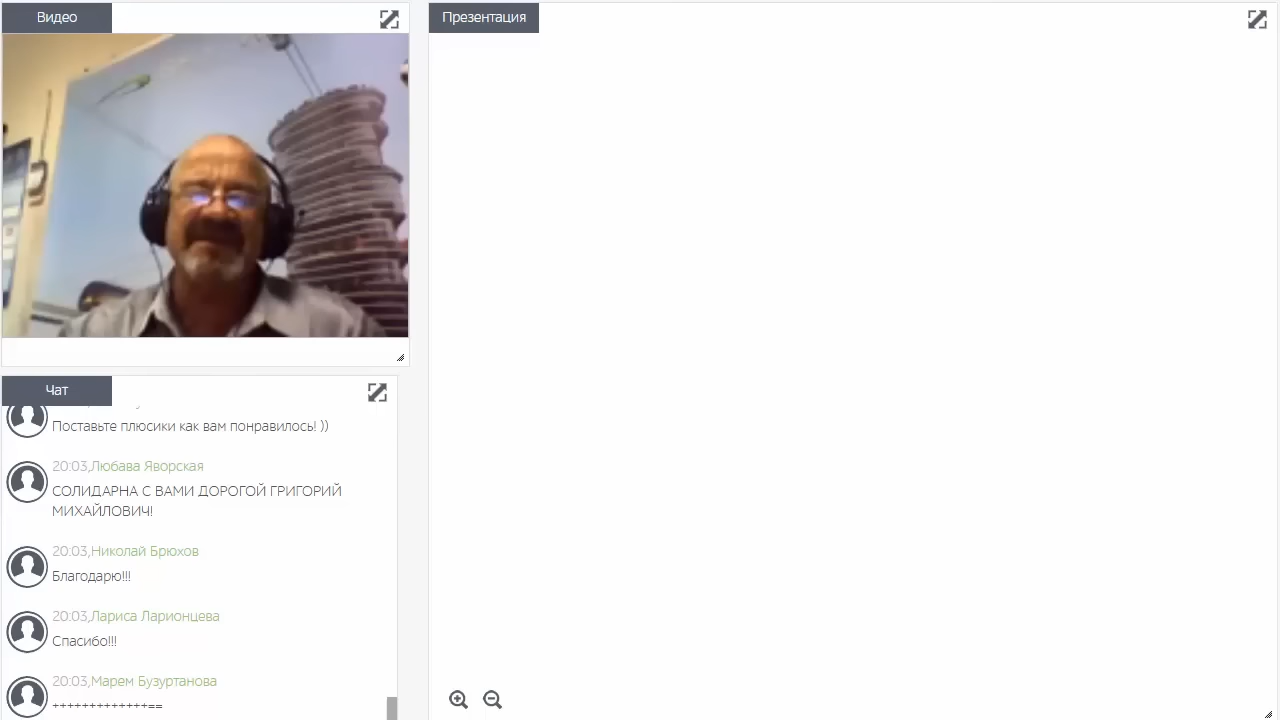 Видео
Презентация
Чат
Поставьте плюсики как вам понравилось! ))
20:03,Любава Яворская
СОЛИДАРНА С ВАМИ ДОРОГОЙ ГРИГОРИЙ
МИХАЙЛОВИЧ!
20:03,Николай Брюхов
Благодарю!!!
20:03,Лариса Ларионцева
Спасибо!!!
20:03,Марем Бузуртанова
+++++++++++++==